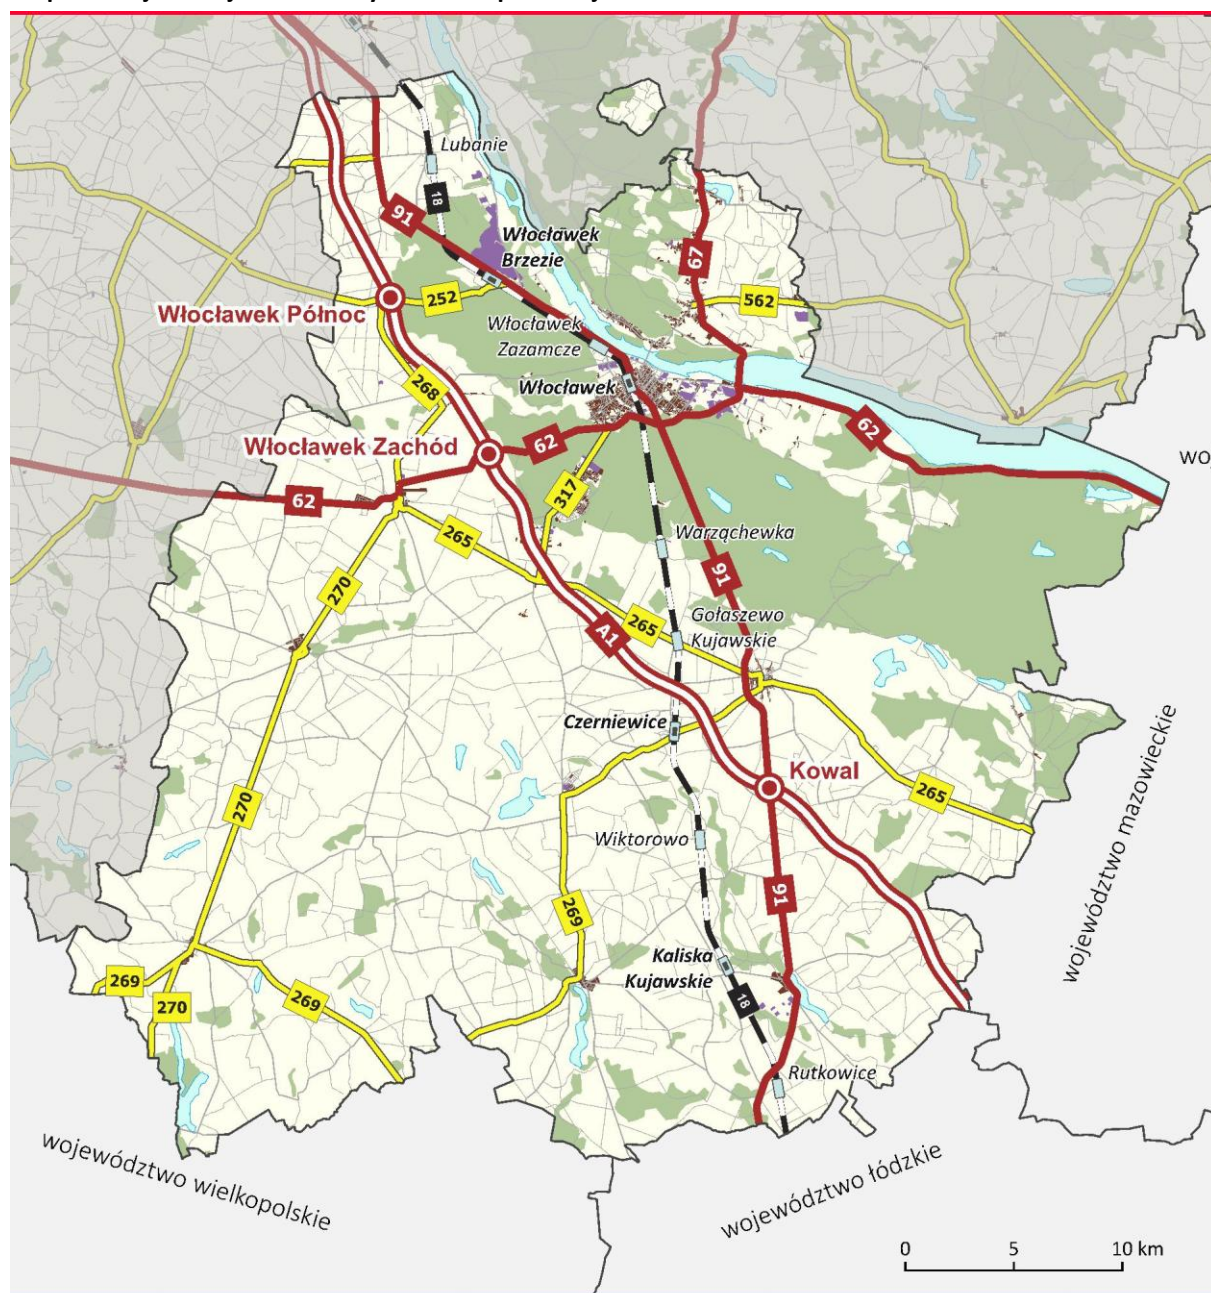 Lubanie
18
91
Włocławek
Brzezie
67
252
562
Włocławek Północ
Włocławek
Zazamcze
268
Włocławek
62
Włocławek Zachód
62
62
317
265
Warząchewka
270
91
Gołaszewo
Kujawskie
265
A1
Czerniewice
Kowal
265
270
Wiktorowo
269
91
Kaliska
Kujawskie
269
270
269
18
Rutkowice
wo
województwo mazowieckie
województwo wielkopolskie
województwo łódzkie
0 5 10 km